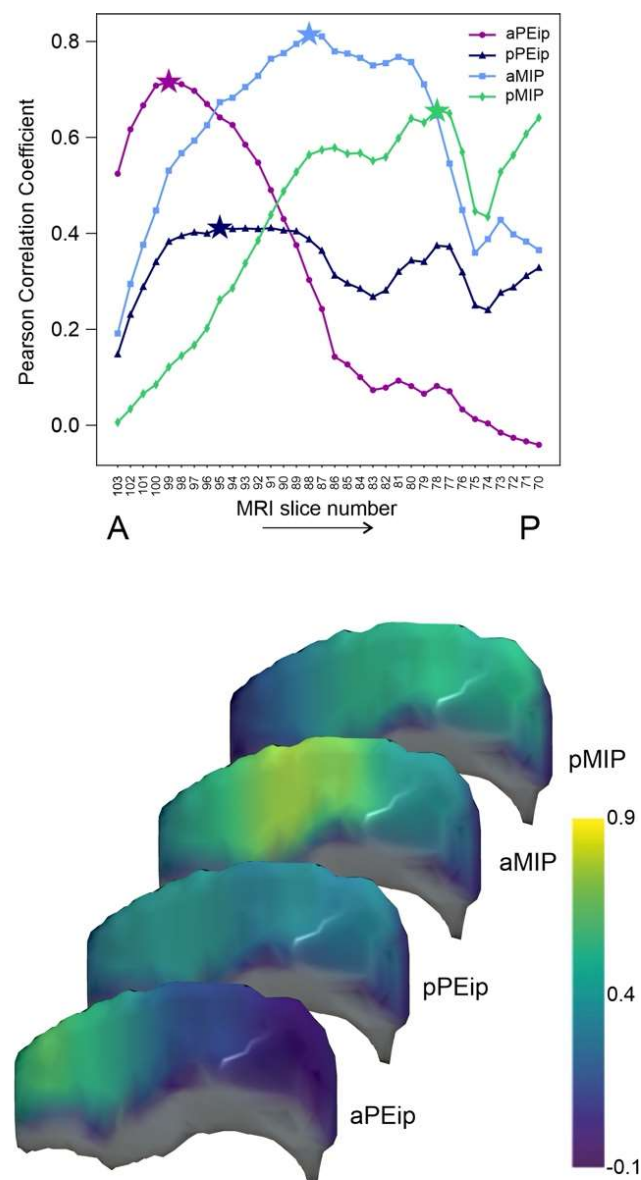 Pearson Correlation Coefficient
0.8
0.6
0.4
0.2
0.0
aPEip
pPEip
aMIP
pMIP
103 102 101 100 99 98 97 96 95 94 93 92 91 90 89 88 87 86 85 84 83 82 81 80 79 78 77 76 75 74 73 72 71 70
MRI slice number
A P
pMIP
aMIP
pPEip
aPEip
0.9
0.4
-0.1